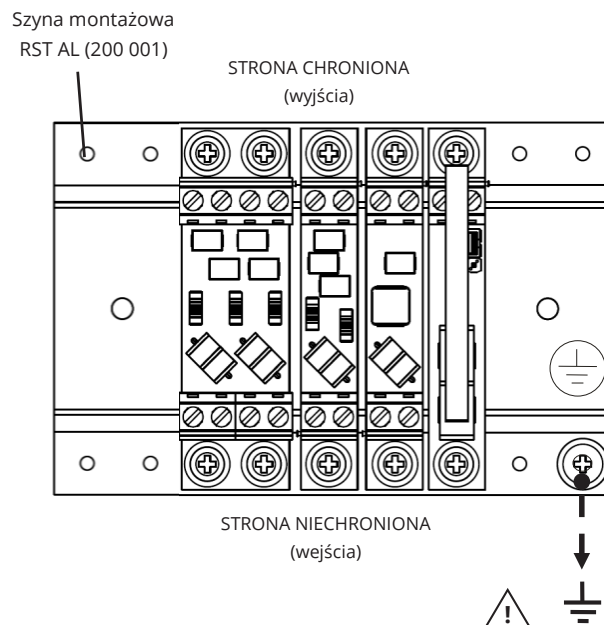 Szyna montażowa
RST AL (200 001)
STRONA CHRONIONA
(wyjścia)
STRONA NIECHRONIONA
(wejścia)
!